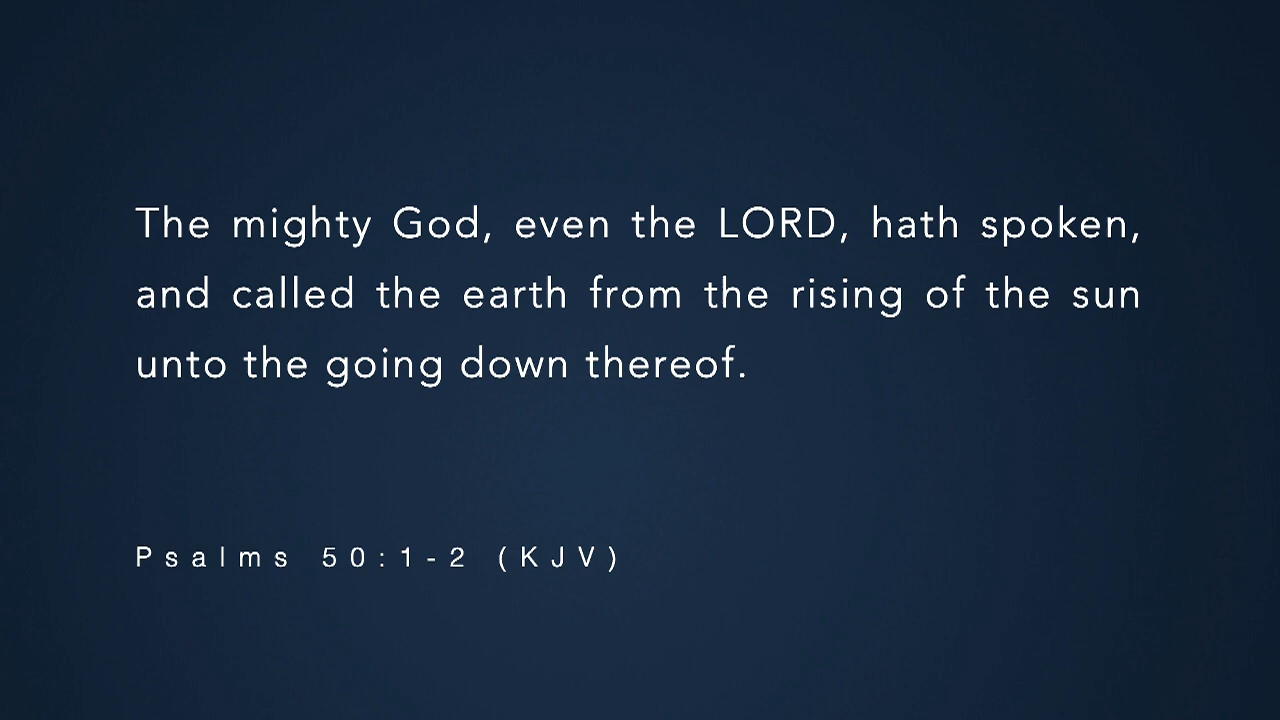 The mighty God, even the LORD, hath spoken,
and called the earth from the rising of the sun
unto the going down thereof.
Psalms 50:1-2 (KJV)